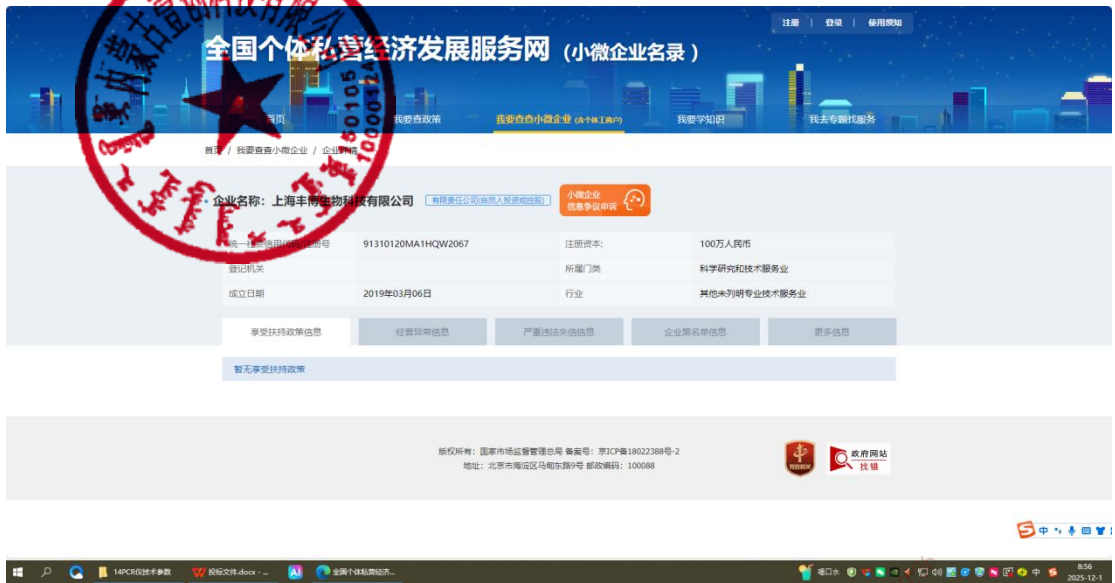 注册 | 登录 | 使用须知
全国个体私营经济发展服务网（小微企业名录）
首页 我要查政策 我要查查小微企业 (含个体工商户) 我要学知识 我去专题找服务
首页 / 我要查查小微企业 / 企业详情
企业名称：上海丰博生物科技有限公司 有限责任公司(自然人投资或控股) 小微企业
信息争议申诉
统一社会信用代码/注册号 91310120MA1HQW2067 注册资本: 100万人民币
登记机关 所属门类 科学研究和技术服务业
成立日期 2019年03月06日 行业 其他未列明专业技术服务业
享受扶持政策信息 经营异常信息 严重违法失信信息 企业黑名单信息 更多信息
暂无享受扶持政策
版权所有：国家市场监督管理总局 备案号：京ICP备18022388号-2
地址：北京市海淀区马甸东路9号 邮政编码：100088
党政机关
政府网站
找错
中
14PCR仪技术参数 投标文件.docx - ... AI 全国个体私营经济... 中
8:56
2025-12-1